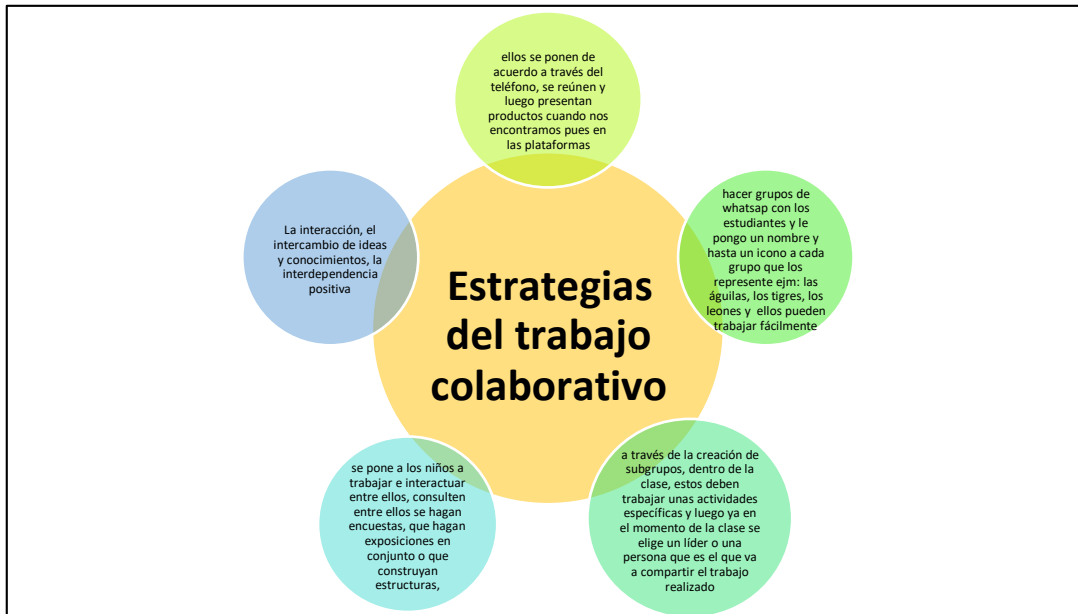 ellos se ponen de
acuerdo a través del
teléfono, se reúnen y
luego presentan
productos cuando nos
encontramos pues en
las plataformas
hacer grupos de
whatsap con los
estudiantes y le
pongo un nombre y
hasta un icono a cada
grupo que los
represente ejm: las
águilas, los tigres, los
leones y ellos pueden
trabajar fácilmente
a través de la creación de
subgrupos, dentro de la
clase, estos deben
trabajar unas actividades
específicas y luego ya en
el momento de la clase se
elige un líder o una
persona que es el que va
a compartir el trabajo
realizado
se pone a los niños a
trabajar e interactuar
entre ellos, consulten
entre ellos se hagan
encuestas, que hagan
exposiciones en
conjunto o que
construyan
estructuras,
La interacción, el
intercambio de ideas
y conocimientos, la
interdependencia
positiva
Estrategias
del trabajo
colaborativo